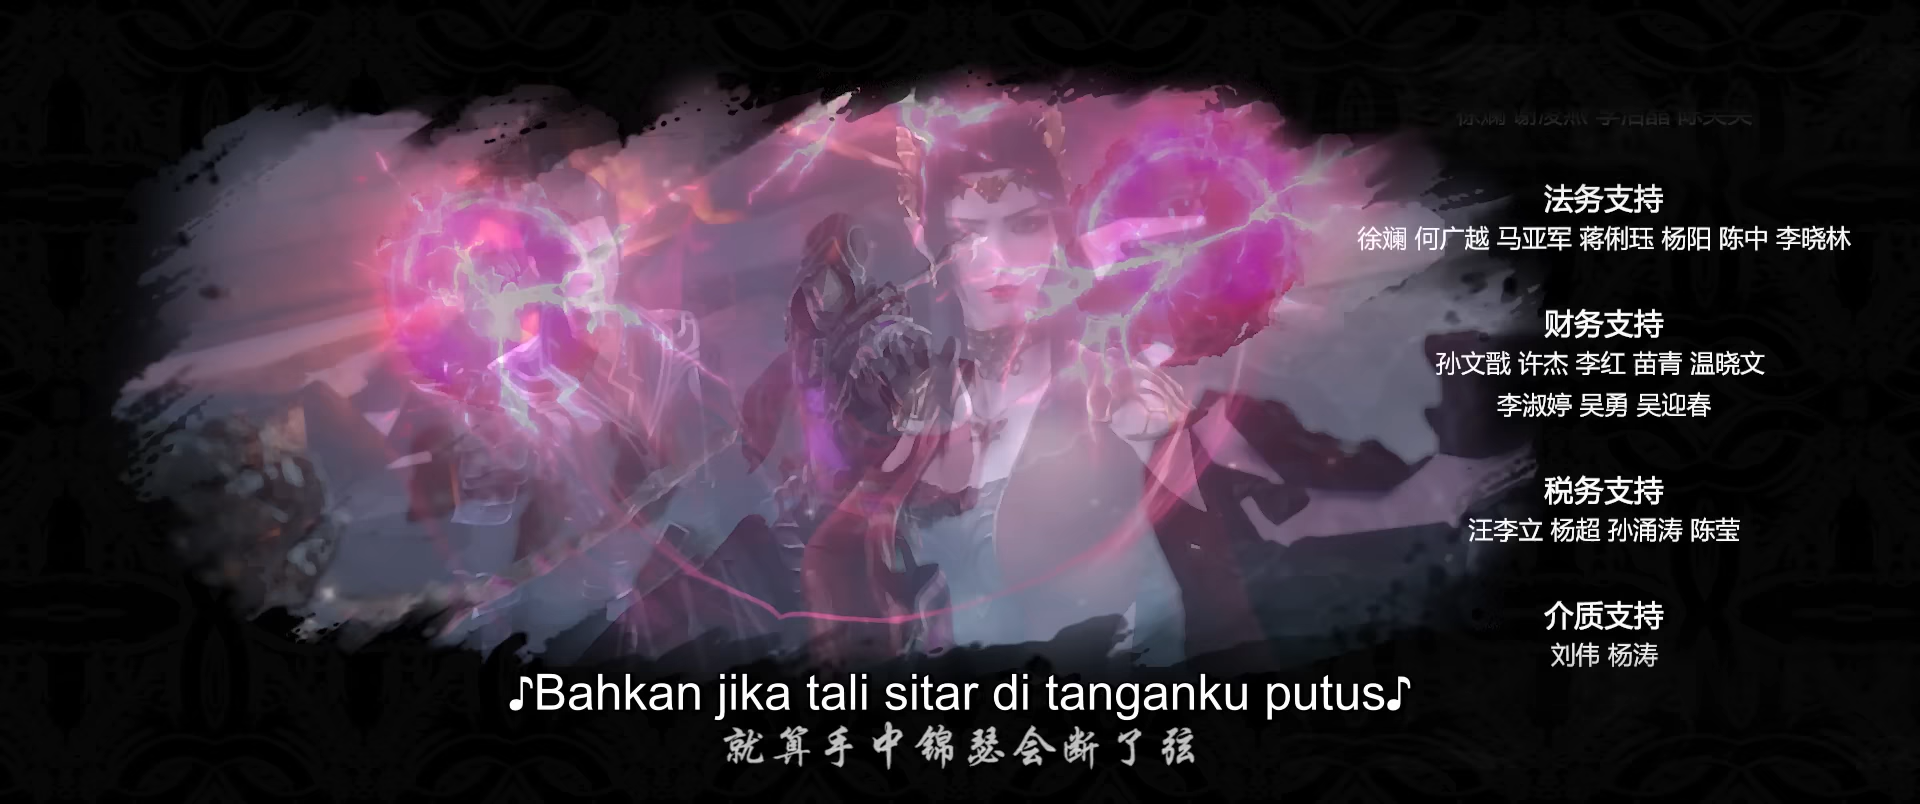 法务支持
徐斓 何广越 马亚军 蒋俐珏 杨阳 陈中 李晓林
财务支持
孙文戬 许杰 李红 苗青 温晓文
李淑婷 吴勇 吴迎春
税务支持
汪李立 杨超 孙涌涛 陈莹
介质支持
刘伟 杨涛
♪Bahkan jika tali sitar di tanganku putus♪
就算手中锦瑟会断了弦